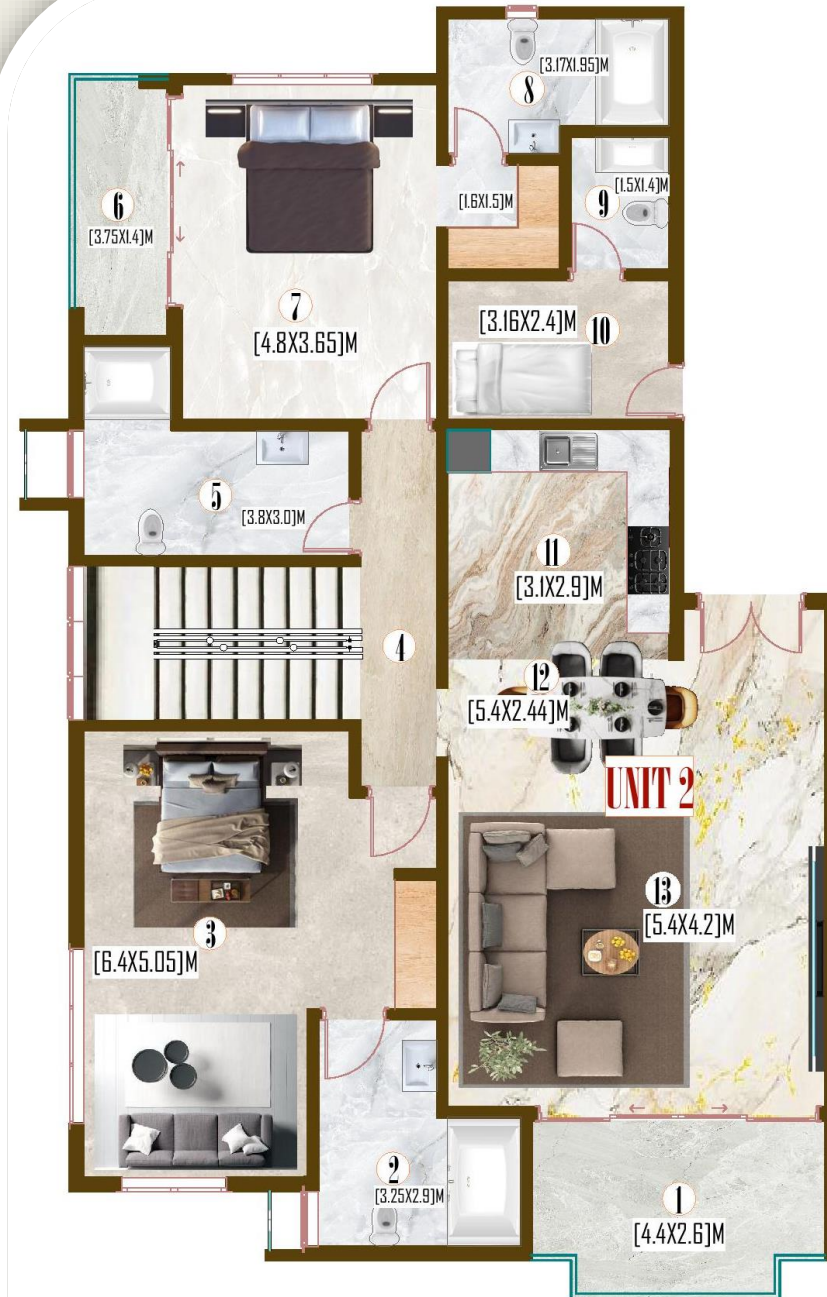 8
[3.17X1.95]M
6
[3.75X1.4]M
[1.6X1.5]M
9
[1.5X1.4]M
7
[4.8X3.65]M
[3.16X2.4]M
10
5
[3.8X3.0]M
11
[3.1X2.9]M
4
12
[5.4X2.44]M
UNIT 2
13
[5.4X4.2]M
3
[6.4X5.05]M
2
[3.25X2.9]M
1
[4.4X2.6]M